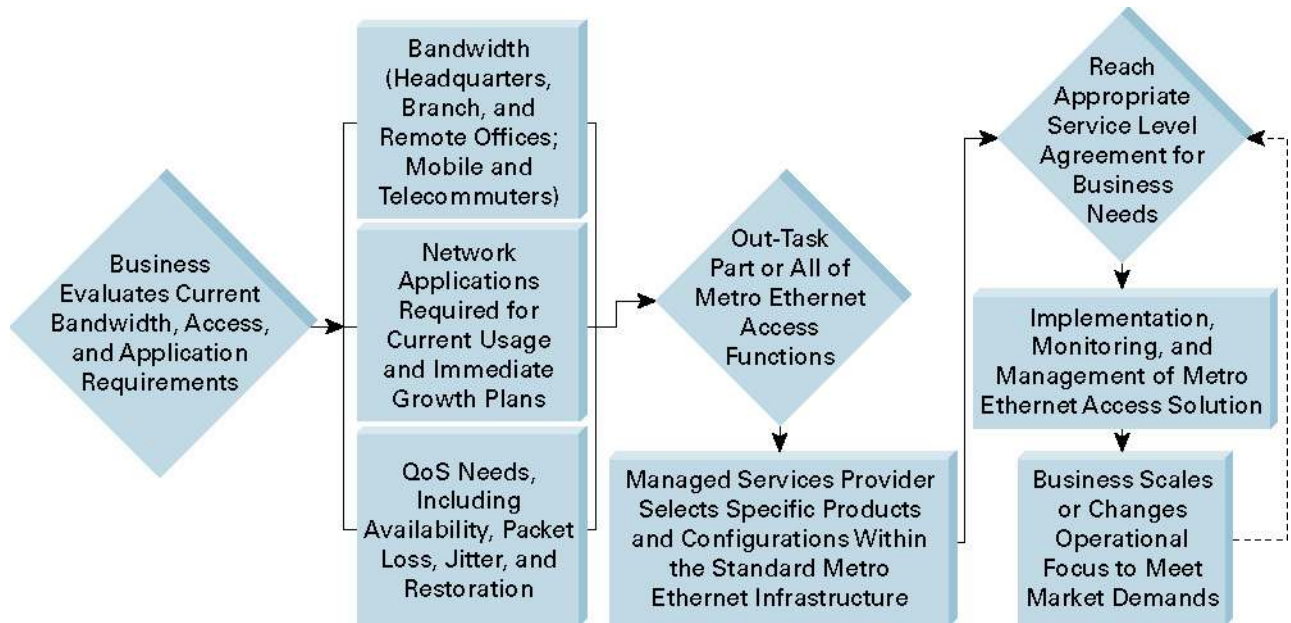 Business
Evaluates Current
Bandwidth, Access,
and Application
Requirements
Bandwidth
(Headquarters,
Branch, and
Remote Offices;
Mobile and
Telecommuters)
Network
Applications
Required for
Current Usage
and Immediate
Growth Plans
QoS Needs,
Including
Availability, Packet
Loss, Jitter, and
Restoration
Out-Task
Part or All of
Metro Ethernet
Access
Functions
Managed Services Provider
Selects Specific Products
and Configurations Within
the Standard Metro
Ethernet Infrastructure
Reach
Appropriate
Service Level
Agreement for
Business
Needs
Implementation,
Monitoring, and
Management of Metro
Ethernet Access Solution
Business Scales
or Changes
Operational
Focus to Meet
Market Demands